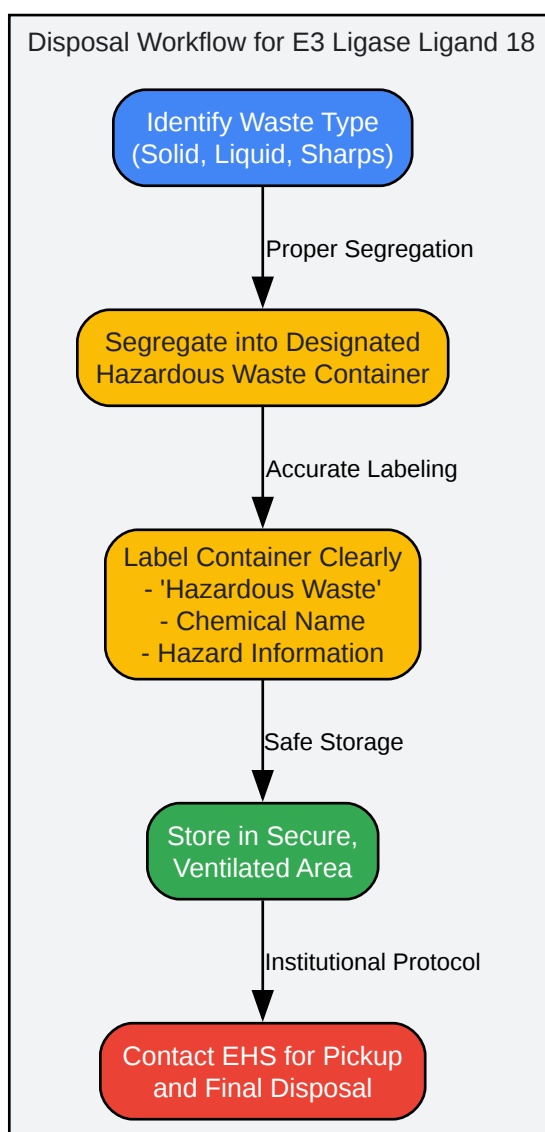 Disposal Workflow for E3 Ligase Ligand 18
Identify Waste Type
(Solid, Liquid, Sharps)
Proper Segregation
Segregate into Designated
Hazardous Waste Container
Accurate Labeling
Label Container Clearly
- 'Hazardous Waste'
- Chemical Name
- Hazard Information
Safe Storage
Store in Secure,
Ventilated Area
Institutional Protocol
Contact EHS for Pickup
and Final Disposal